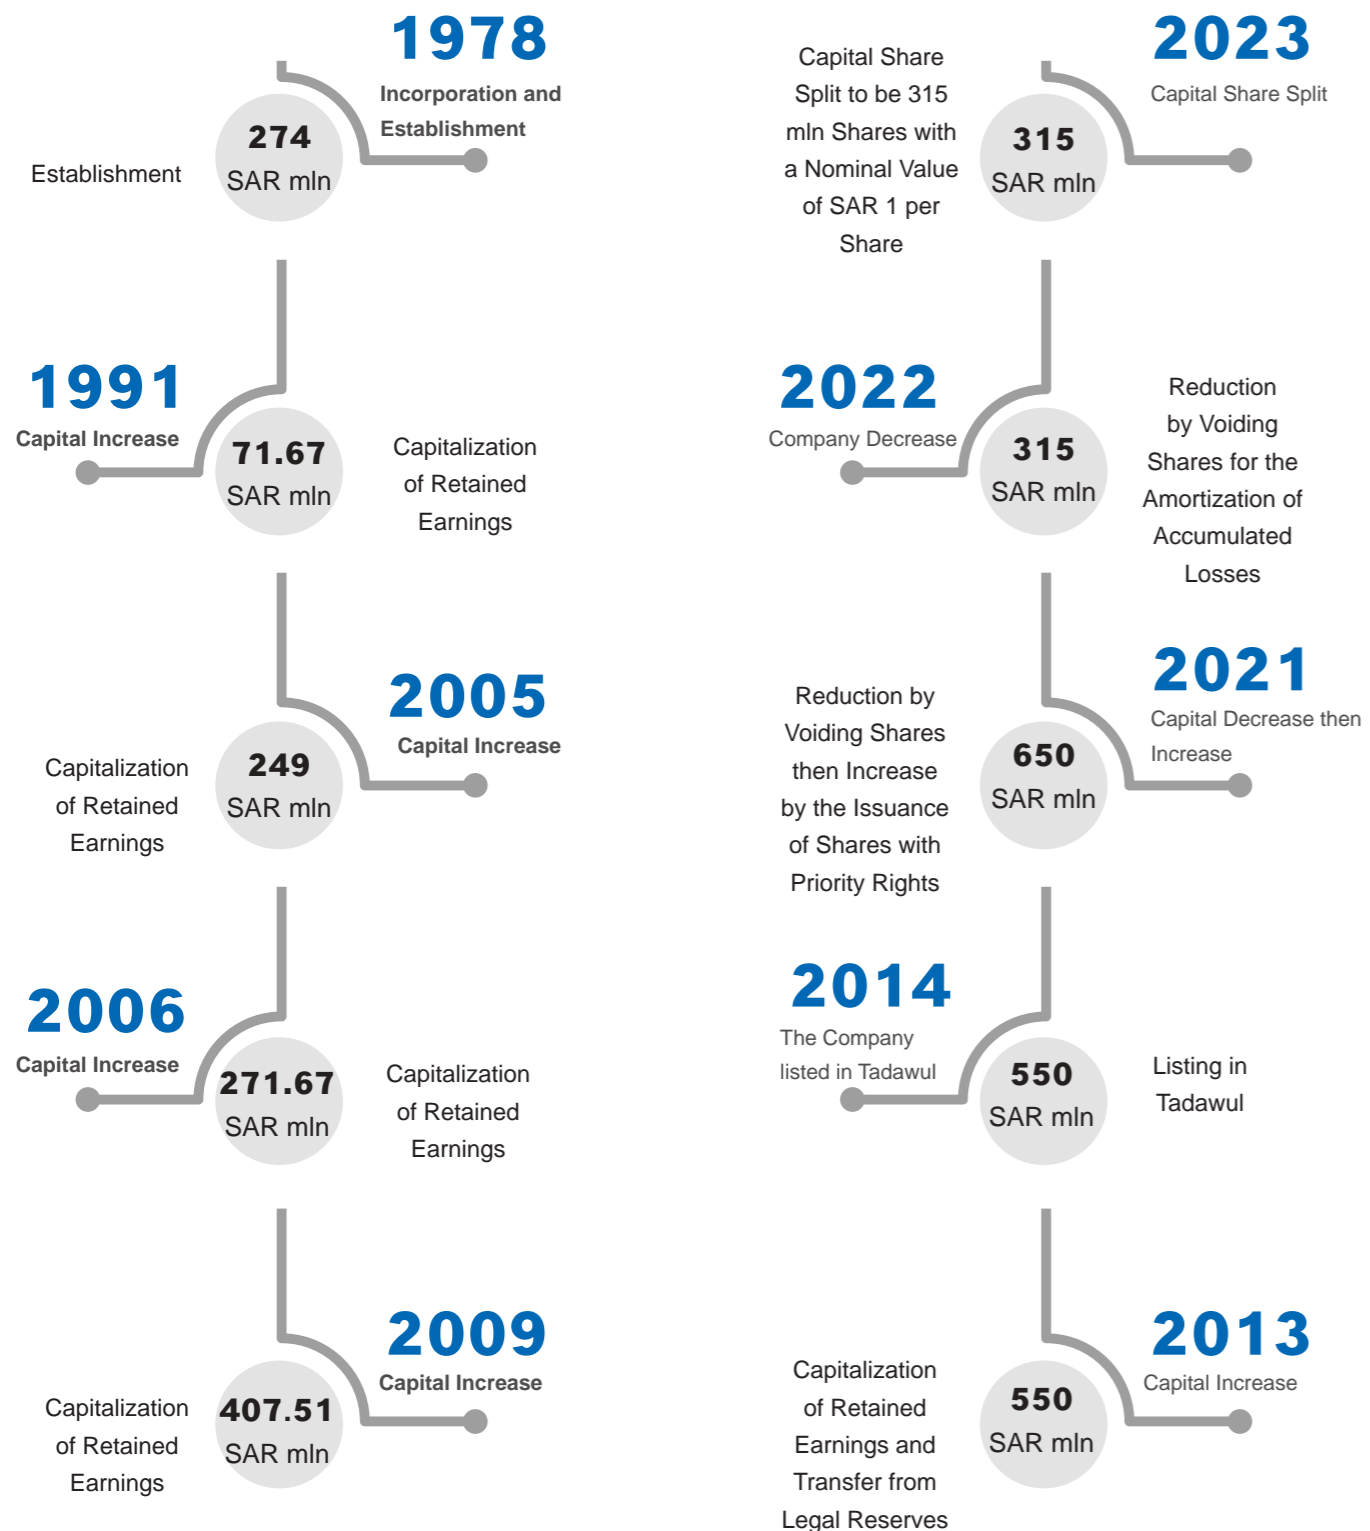 1978
Incorporation and
Establishment
274
SAR mln
Establishment
1991
Capital Increase
71.67
SAR mln
Capitalization
of Retained
Earnings
2005
Capital Increase
249
SAR mln
Capitalization
of Retained
Earnings
2006
Capital Increase
271.67
SAR mln
Capitalization
of Retained
Earnings
2009
Capital Increase
407.51
SAR mln
Capitalization
of Retained
Earnings
2023
Capital Share Split
Capital Share
Split to be 315
mln Shares with
a Nominal Value
of SAR 1 per
Share
315
SAR mln
2022
Company Decrease
315
SAR mln
Reduction
by Voiding
Shares for the
Amortization of
Accumulated
Losses
2021
Capital Decrease then
Increase
650
SAR mln
Reduction by
Voiding Shares
then Increase
by the Issuance
of Shares with
Priority Rights
2014
The Company
listed in Tadawul
550
SAR mln
Listing in
Tadawul
2013
Capital Increase
550
SAR mln
Capitalization
of Retained
Earnings and
Transfer from
Legal Reserves